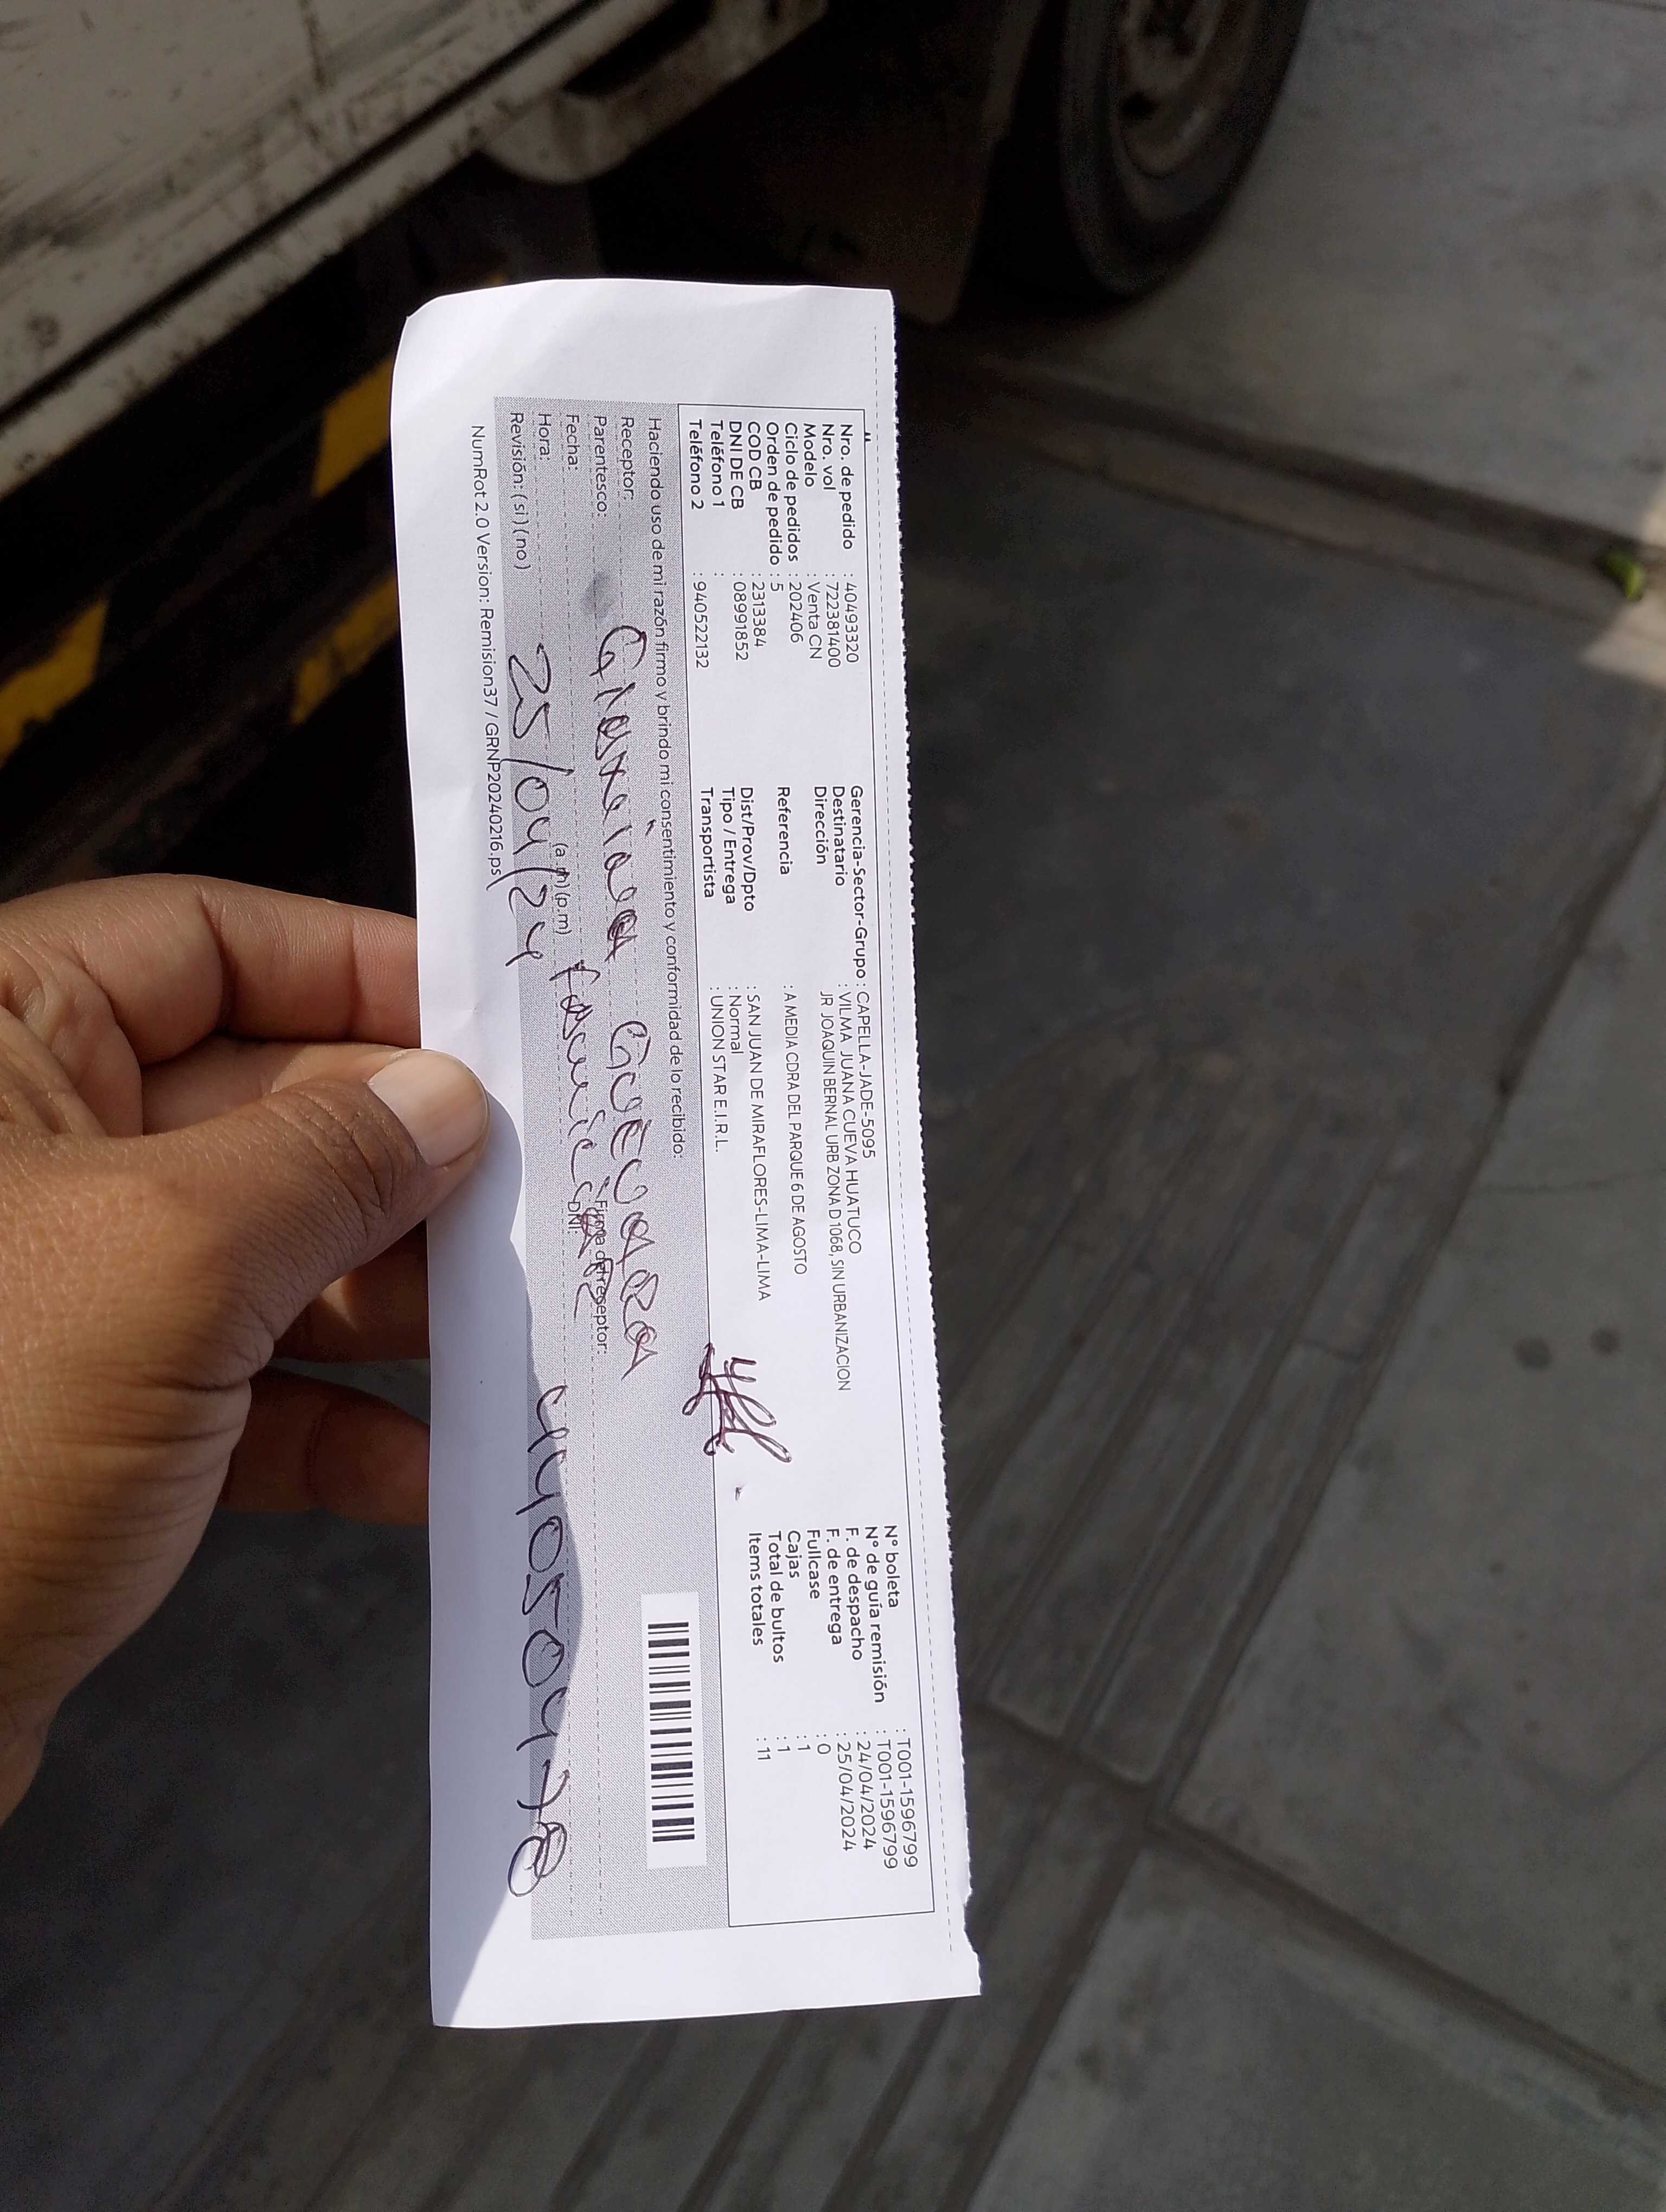 Nro. de pedido : 40493320
Nro. vol : 722381400
Modelo : Venta CN
Ciclo de pedidos : 202406
Orden de pedido : 5
COD CB : 2313384
DNI DE CB : 08991852
Teléfono 1 :
Teléfono 2 : 940522132
Gerencia-Sector-Grupo : CAPELLA-JADE-5095
Destinatario : VILMA JUANA CUEVA HUATUCO
Dirección JR JOAQUIN BERNAL URB ZONA D 1068, SIN URBANIZACION
Referencia : A MEDIA CDRA DEL PARQUE 6 DE AGOSTO
Dist/Prov/Dpto : SAN JUAN DE MIRAFLORES-LIMA-LIMA
Tipo / Entrega : Normal
Transportista : UNION STAR E.I.R.L.
N° boleta : T001-1596799
N° de guía remisión : T001-1596799
F. de despacho : 24/04/2024
F. de entrega : 25/04/2024
Fullcase : 0
Cajas : 1
Total de bultos : 1
Items totales : 11
Haciendo uso de mi razón firmo y brindo mi consentimiento y conformidad de lo recibido:
Receptor:
Parentesco:
Firma del receptor:
Fecha:
DNI:
Hora: (a.m) (p.m)
25/04/24
Revisión: ( si ) ( no )
NumRot 2.0 Version: Remision37 / GRNP20240216.ps